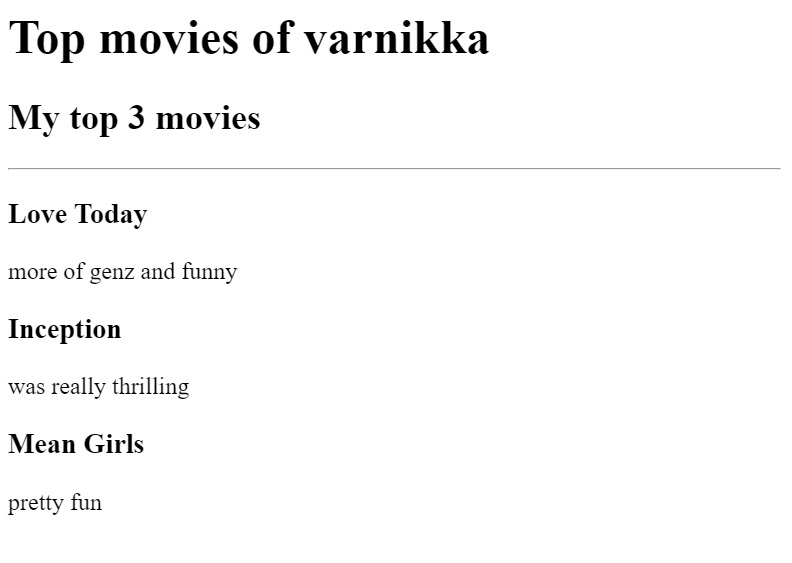 Top movies of varnikka
My top 3 movies
Love Today
more of genz and funny
Inception
was really thrilling
Mean Girls
pretty fun